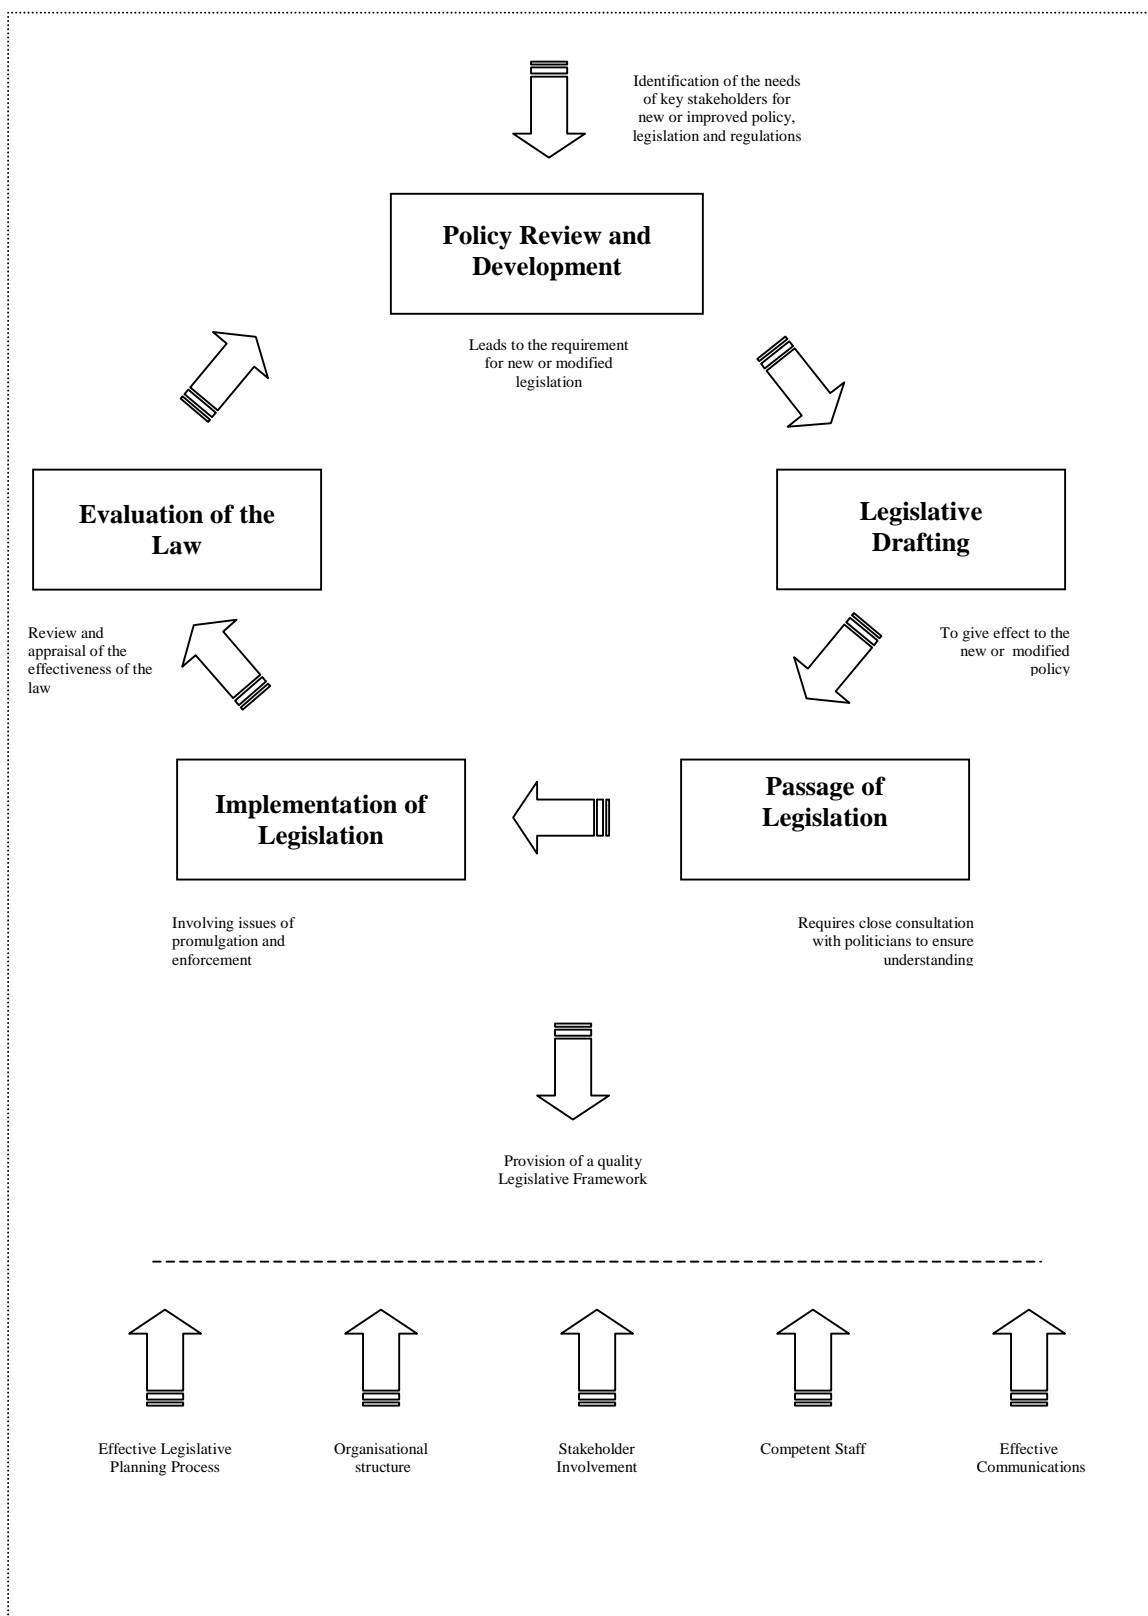 Identification of the needs
of key stakeholders for
new or improved policy,
legislation and regulations
Policy Review and
Development
Leads to the requirement
for new or modified
legislation
Evaluation of the
Law
Legislative
Drafting
Review and
appraisal of the
effectiveness of the
law
To give effect to the
new or modified
policy
Implementation of
Legislation
Passage of
Legislation
Involving issues of
promulgation and
enforcement
Requires close consultation
with politicians to ensure
understanding
Provision of a quality
Legislative Framework
Effective Legislative
Planning Process
Organisational
structure
Stakeholder
Involvement
Competent Staff
Effective
Communications